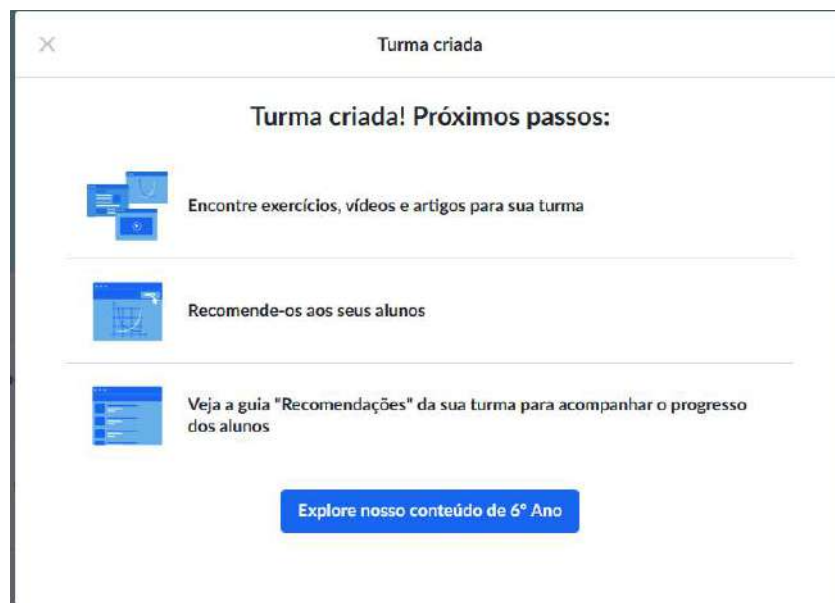 Turma criada
Turma criada! Próximos passos:
Encontre exercícios, vídeos e artigos para sua turma
Recomende-os aos seus alunos
Veja a guia "Recomendações" da sua turma para acompanhar o progresso
dos alunos
Explore nosso conteúdo de 6º Ano